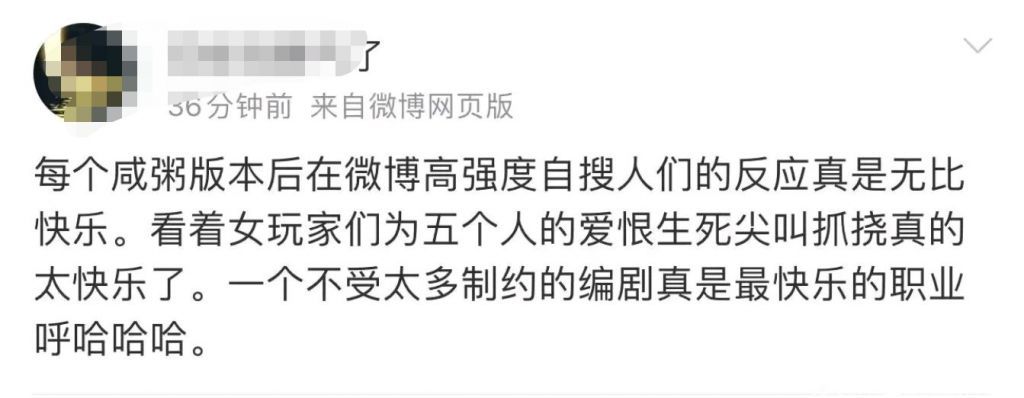 了
36分钟前 来自微博网页版
每个咸粥版本后在微博高强度自搜人们的反应真是无比
快乐。看着女玩家们为五个人的爱恨生死尖叫抓挠真的
太快乐了。一个不受太多制约的编剧真是最快乐的职业
呼哈哈哈。